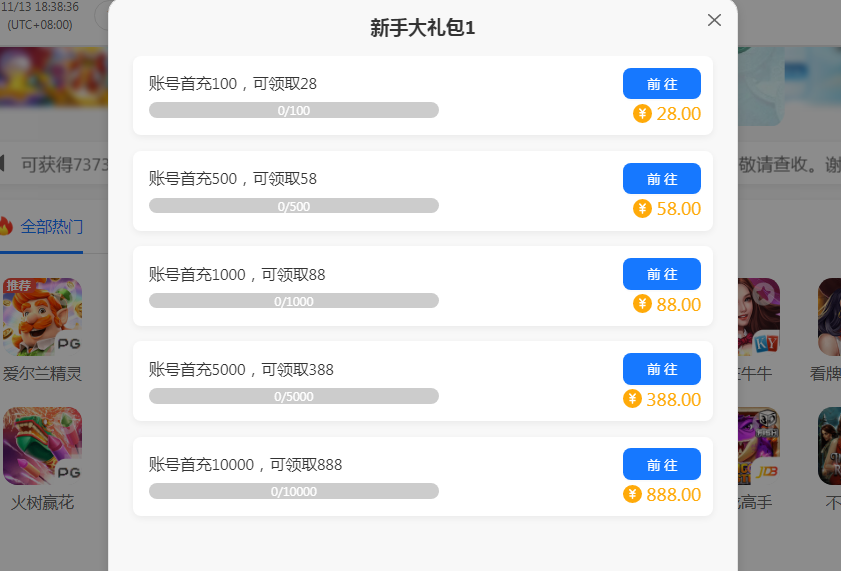 11/13 18:38:36
(UTC+08:00)
新手大礼包1
账号首充100，可领取28
前 往
0/100
¥ 28.00
可获得7373
敬请查收。谢
账号首充500，可领取58
前 往
0/500
¥ 58.00
全部热门
账号首充1000，可领取88
前 往
0/1000
¥ 88.00
推荐
PG
KY
爱尔兰精灵
牛牛
看牌
账号首充5000，可领取388
前 往
0/5000
¥ 388.00
PG
JDB
火树赢花
高手
不
账号首充10000，可领取888
前 往
0/10000
¥ 888.00